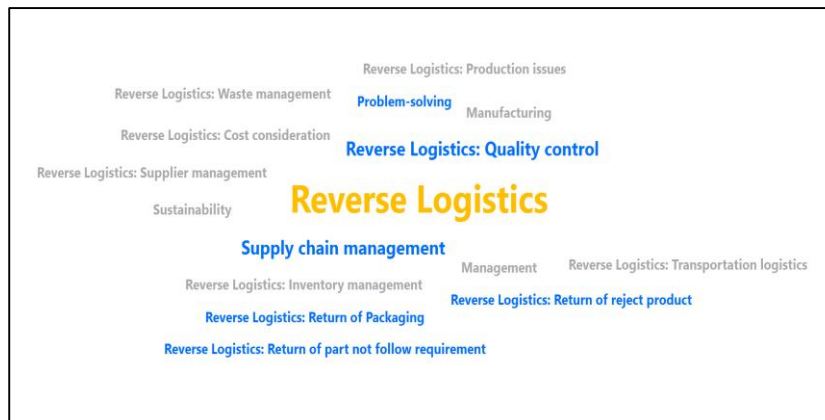 Reverse Logistics: Production issues
Reverse Logistics: Waste management
Problem-solving
Manufacturing
Reverse Logistics: Cost consideration
Reverse Logistics: Quality control
Reverse Logistics: Supplier management
Sustainability
Reverse Logistics
Supply chain management
Management
Reverse Logistics: Transportation logistics
Reverse Logistics: Inventory management
Reverse Logistics: Return of reject product
Reverse Logistics: Return of Packaging
Reverse Logistics: Return of part not follow requirement